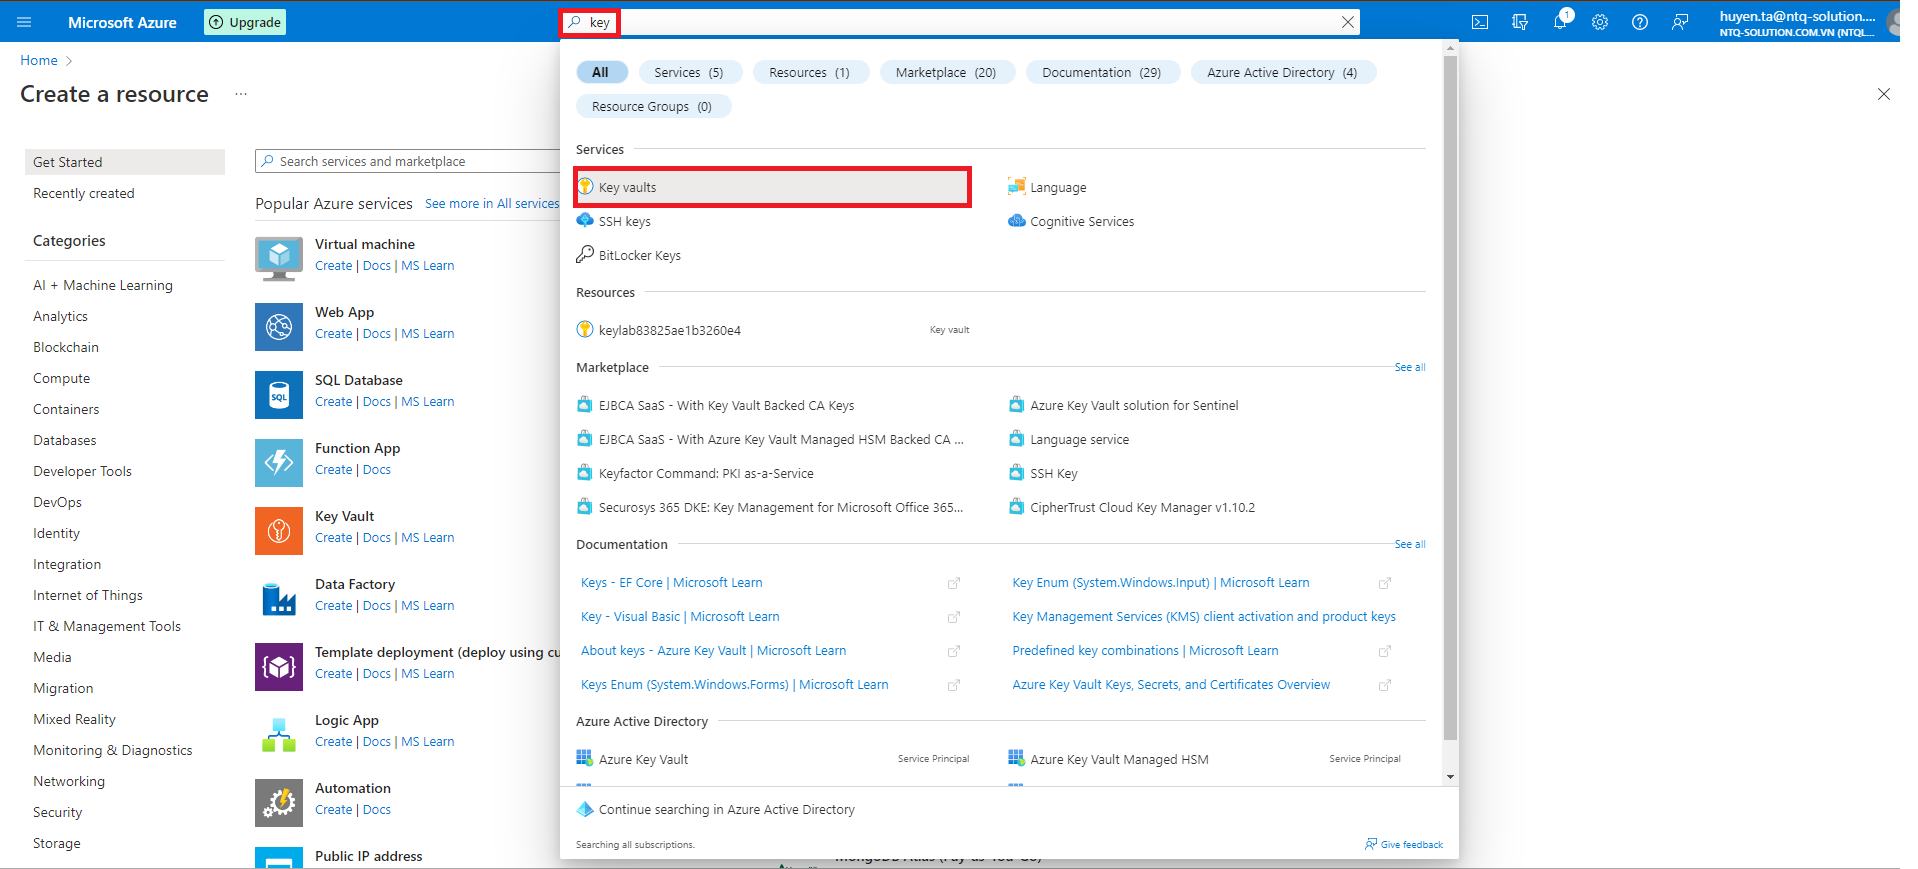 Microsoft Azure
Upgrade
key
1
huyen.ta@ntq-solution....
NTQ-SOLUTION.COM.VN (NTQL...
Home
Create a resource
...
All
Services (5)
Resources (1)
Marketplace (20)
Documentation (29)
Azure Active Directory (4)
Resource Groups (0)
Get Started
Recently created
Categories
AI + Machine Learning
Analytics
Blockchain
Compute
Containers
Databases
Developer Tools
DevOps
Identity
Integration
Internet of Things
IT & Management Tools
Media
Migration
Mixed Reality
Monitoring & Diagnostics
Networking
Security
Storage
Search services and marketplace
Popular Azure services See more in All services
Virtual machine
Create | Docs | MS Learn
Web App
Create | Docs | MS Learn
SQL
SQL Database
Create | Docs | MS Learn
Function App
Create | Docs
Key Vault
Create | Docs | MS Learn
Data Factory
Create | Docs | MS Learn
Template deployment (deploy using cu
Create | Docs | MS Learn
Logic App
Create | Docs | MS Learn
Automation
Create | Docs
Public IP address
Services
Key vaults
Language
SSH keys
Cognitive Services
BitLocker Keys
Resources
keylab83825ae1b3260e4 Key vault
Marketplace See all
EJBCA SaaS - With Key Vault Backed CA Keys
Azure Key Vault solution for Sentinel
EJBCA SaaS - With Azure Key Vault Managed HSM Backed CA ...
Language service
Keyfactor Command: PKI as-a-Service
SSH Key
Securosys 365 DKE: Key Management for Microsoft Office 365...
CipherTrust Cloud Key Manager v1.10.2
Documentation See all
Keys - EF Core | Microsoft Learn
Key Enum (System.Windows.Input) | Microsoft Learn
Key - Visual Basic | Microsoft Learn
Key Management Services (KMS) client activation and product keys
About keys - Azure Key Vault | Microsoft Learn
Predefined key combinations | Microsoft Learn
Keys Enum (System.Windows.Forms) | Microsoft Learn
Azure Key Vault Keys, Secrets, and Certificates Overview
Azure Active Directory
Azure Key Vault Service Principal
Azure Key Vault Managed HSM Service Principal
Continue searching in Azure Active Directory
Searching all subscriptions.
Give feedback